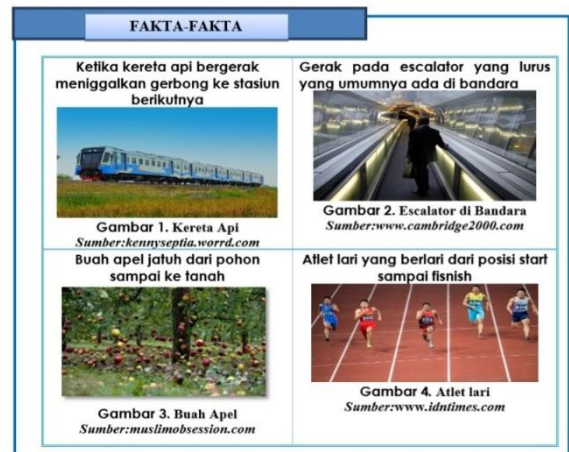 FAKTA-FAKTA
Ketika kereta api bergerak
meniggalkan gerbong ke stasiun
berikutnya
Gambar 1. Kereta Api
Sumber:kennyseptia.worrd.com
Gerak pada escalator yang lurus
yang umumnya ada di bandara
Gambar 2. Escalator di Bandara
Sumber:www.cambridge2000.com
Buah apel jatuh dari pohon
sampai ke tanah
Gambar 3. Buah Apel
Sumber:muslimobsession.com
Atlet lari yang berlari dari posisi start
sampai fisnish
Gambar 4. Atlet lari
Sumber:www.idntimes.com